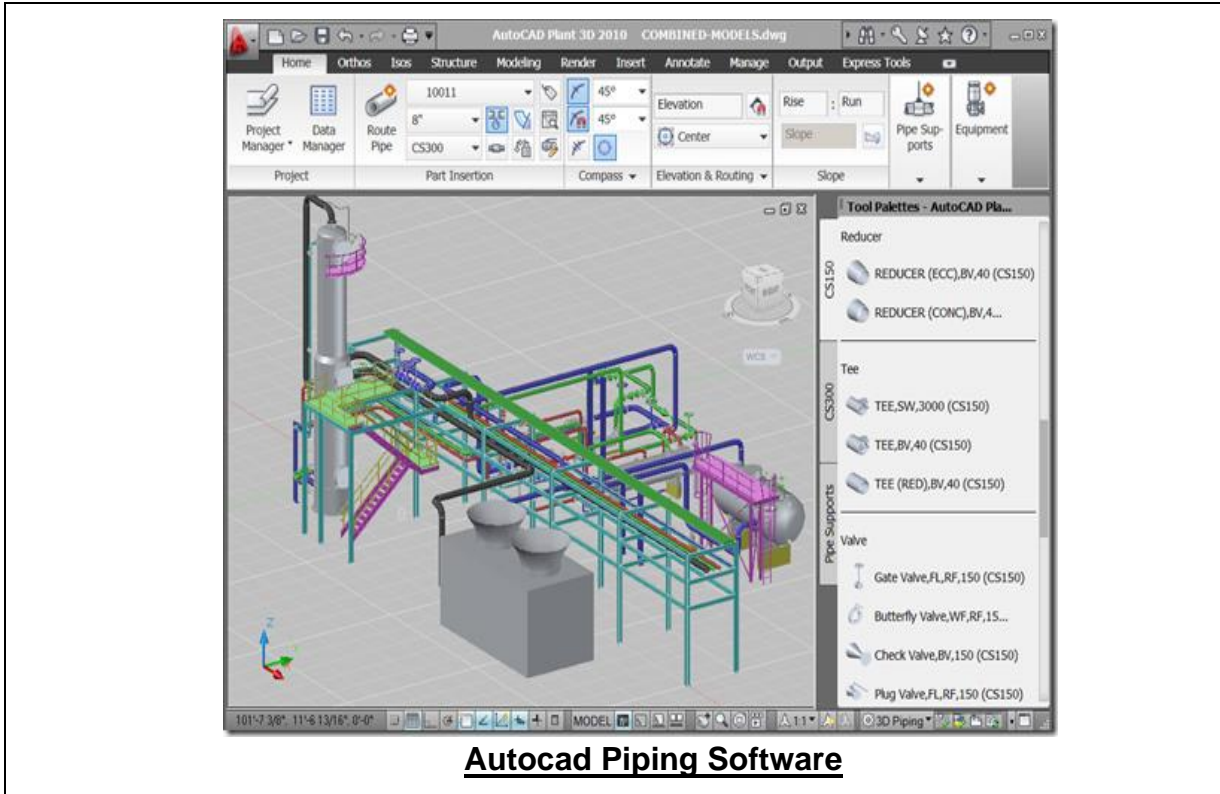 AutoCAD Plant 3D 2010 COMBINED-MODELS.dwg
Home Orthos Isos Structure Modeling Render Insert Annotate Manage Output Express Tools
10011 45° Elevation Rise : Run
8" 45° Center Slope
Project Manager Data Manager Route Pipe CS300 Pipe Sup-ports Equipment
Project Part Insertion Compass Elevation & Routing Slope
Tool Palettes - AutoCAD Pla...
Reducer
CS150
REDUCER (ECC),BV,40 (CS150)
REDUCER (CONC),BV,4...
WCS
Tee
CS300
TEE,SW,3000 (CS150)
TEE,BV,40 (CS150)
TEE (RED),BV,40 (CS150)
Pipe Supports
Valve
Gate Valve,FL,RF,150 (CS150)
Butterfly Valve,WF,RF,15...
Check Valve,BV,150 (CS150)
Plug Valve,FL,RF,150 (CS150)
Z
101'-7 3/8", 11'-6 13/16", 0'-0" MODEL 1:1 3D Piping
Autocad Piping Software